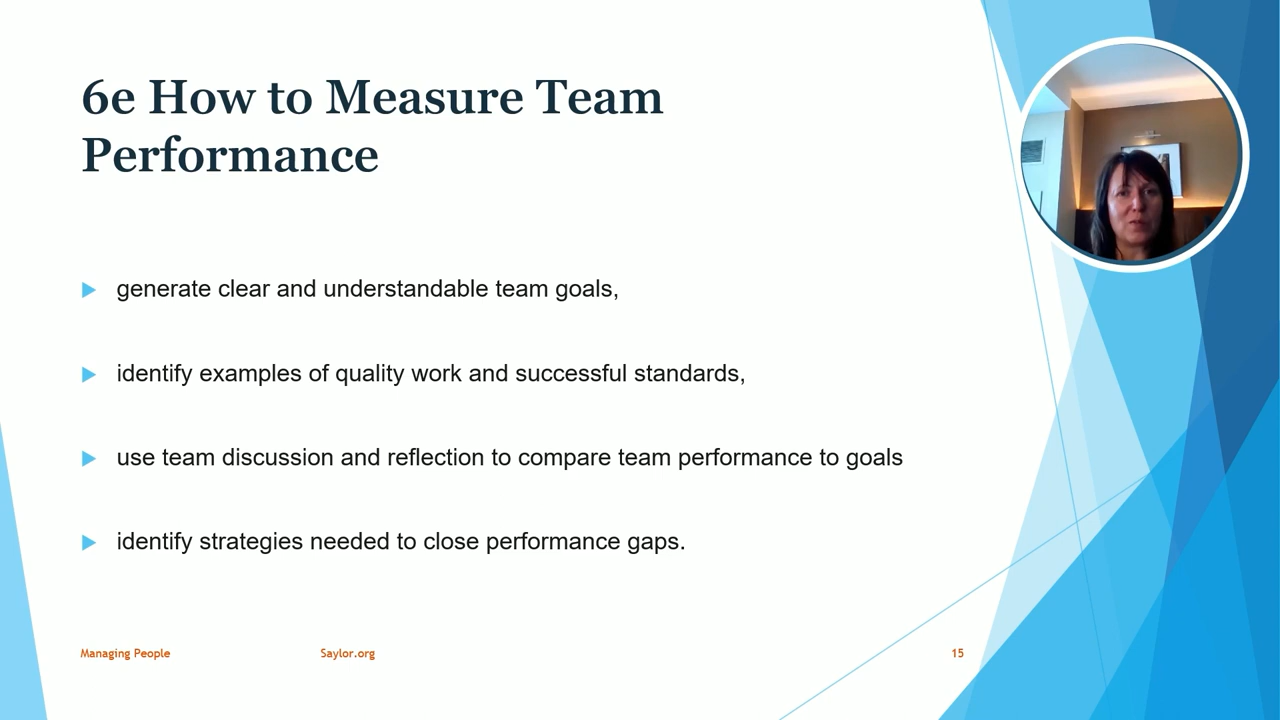 6e How to Measure Team
Performance
generate clear and understandable team goals,
identify examples of quality work and successful standards,
use team discussion and reflection to compare team performance to goals
identify strategies needed to close performance gaps.
Managing People
Saylor.org
15